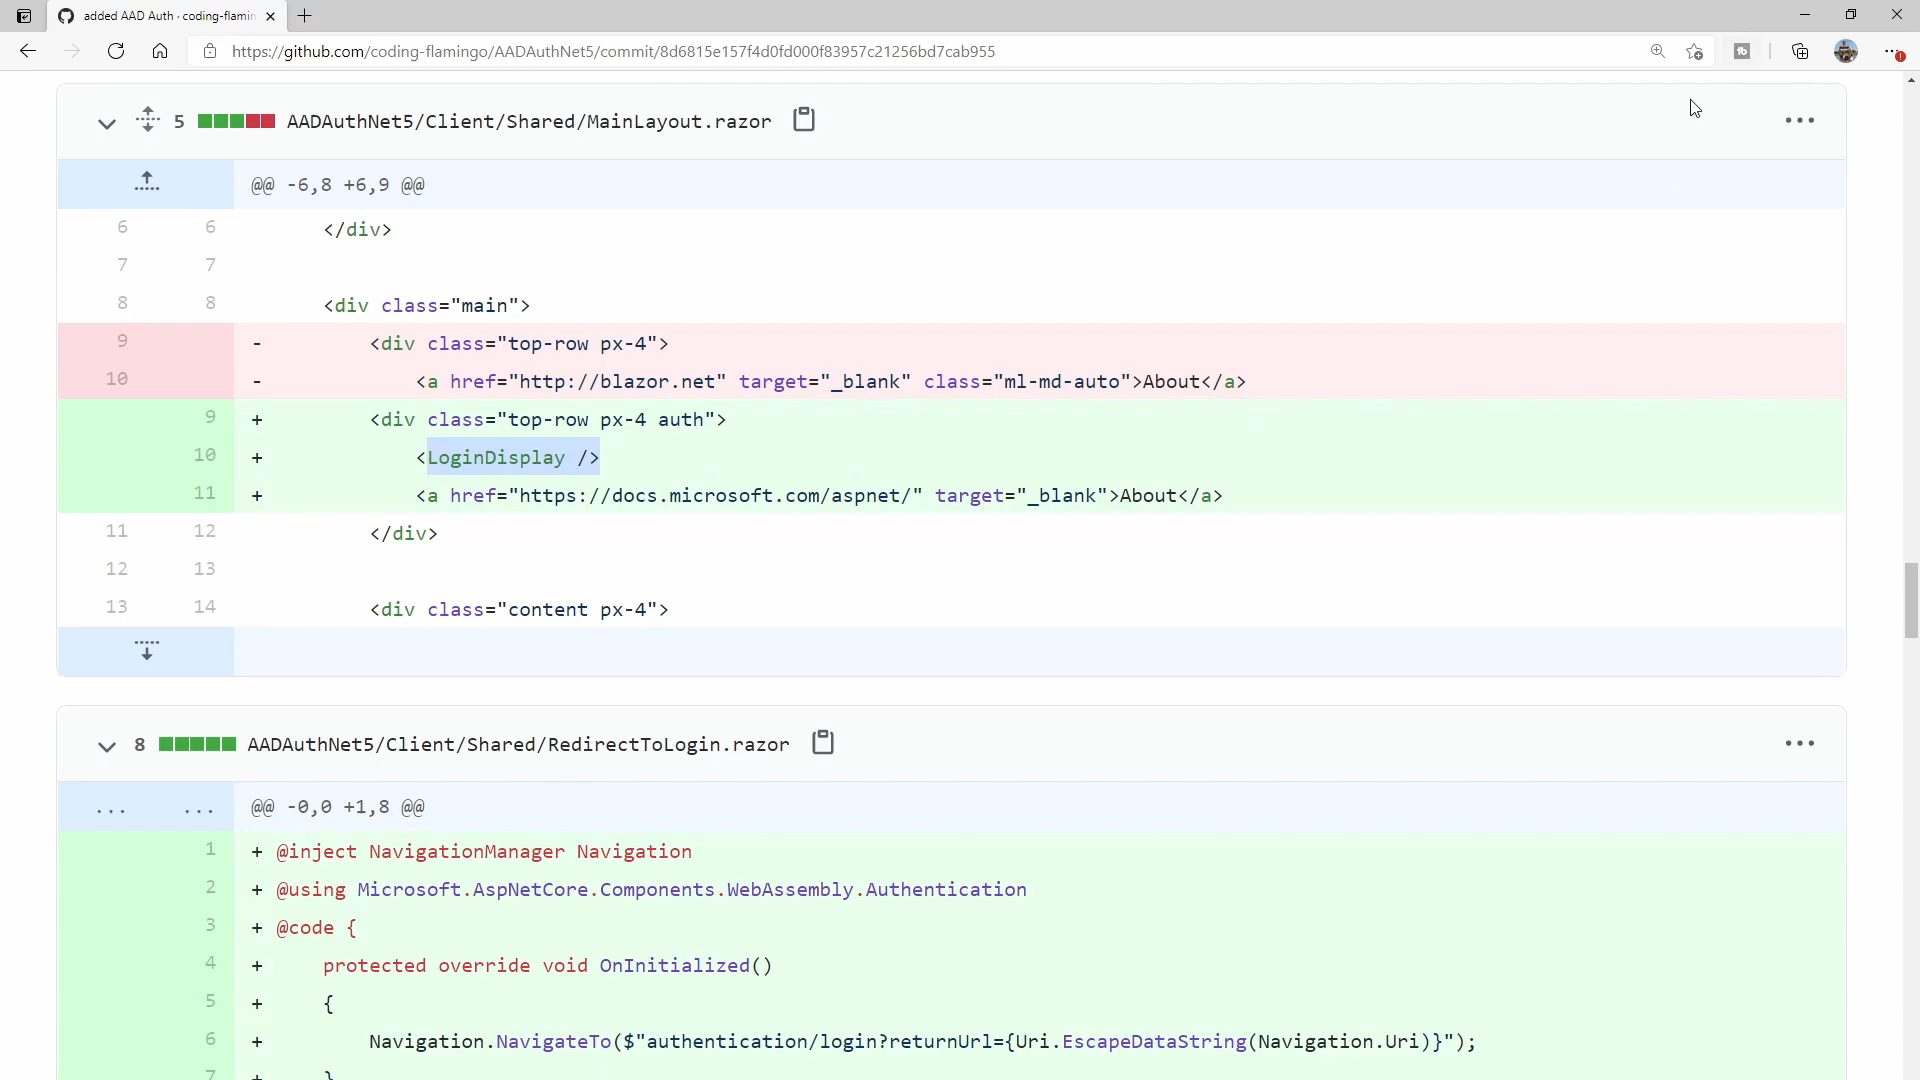 added AAD Auth · coding-flamin
https://github.com/coding-flamingo/AADAuthNet5/commit/8d6815e157f4d0fd000f83957c21256bd7cab955
5 AADAuthNet5/Client/Shared/MainLayout.razor
@@ -6,8 +6,9 @@
6 6 </div>
7 7
8 8 <div class="main">
9 - <div class="top-row px-4">
10 - <a href="http://blazor.net" target="_blank" class="ml-md-auto">About</a>
9 + <div class="top-row px-4 auth">
10 + <LoginDisplay />
11 + <a href="https://docs.microsoft.com/aspnet/" target="_blank">About</a>
11 12 </div>
12 13
13 14 <div class="content px-4">
8 AADAuthNet5/Client/Shared/RedirectToLogin.razor
... ... @@ -0,0 +1,8 @@
1 + @inject NavigationManager Navigation
2 + @using Microsoft.AspNetCore.Components.WebAssembly.Authentication
3 + @code {
4 + protected override void OnInitialized()
5 + {
6 + Navigation.NavigateTo($"authentication/login?returnUrl={Uri.EscapeDataString(Navigation.Uri)}");
7 + }